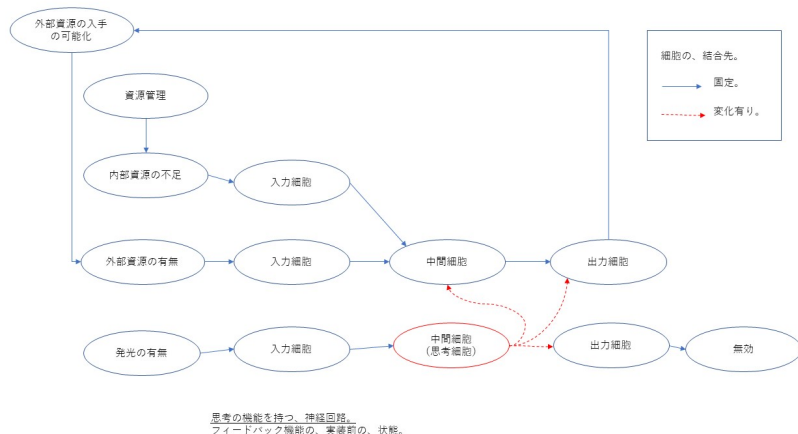 外部資源の入手
の可能化
細胞の、結合先。
固定。
変化有り。
資源管理
内部資源の不足
入力細胞
外部資源の有無
入力細胞
中間細胞
出力細胞
発光の有無
入力細胞
中間細胞
(思考細胞)
出力細胞
無効
思考の機能を持つ、神経回路。
フィードバック機能の、実装前の、状態。